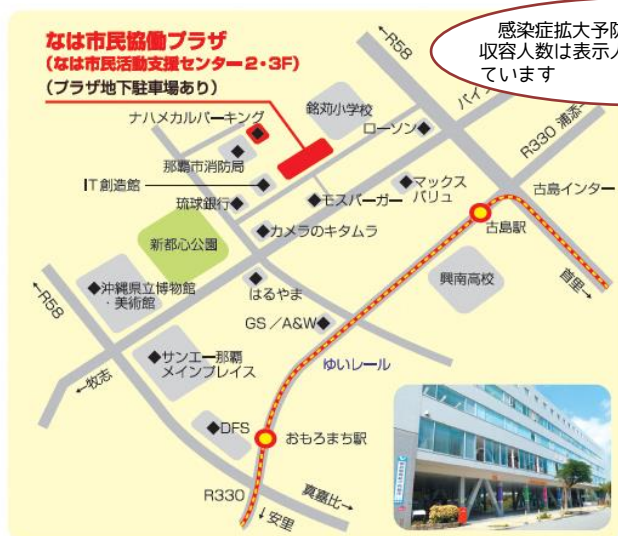 なは市民協働プラザ
(なは市民活動支援センター2・3F)
(プラザ地下駐車場あり)
感染症拡大予防
収容人数は表示人
ています
←R58
ナハメカルパーキング
銘苅小学校
ローソン
R330 浦添→
那覇市消防局
IT創造館
琉球銀行
モスバーガー
マックス
バリュ
古島インター
古島駅
新都心公園
カメラのキタムラ
興南高校
首里→
沖縄県立博物館
・美術館
はるやま
←R58
GS/A&W
サンエー那覇
メインプレイス
ゆいレール
←牧志
DFS
おもろまち駅
R330
真嘉比→
↓安里